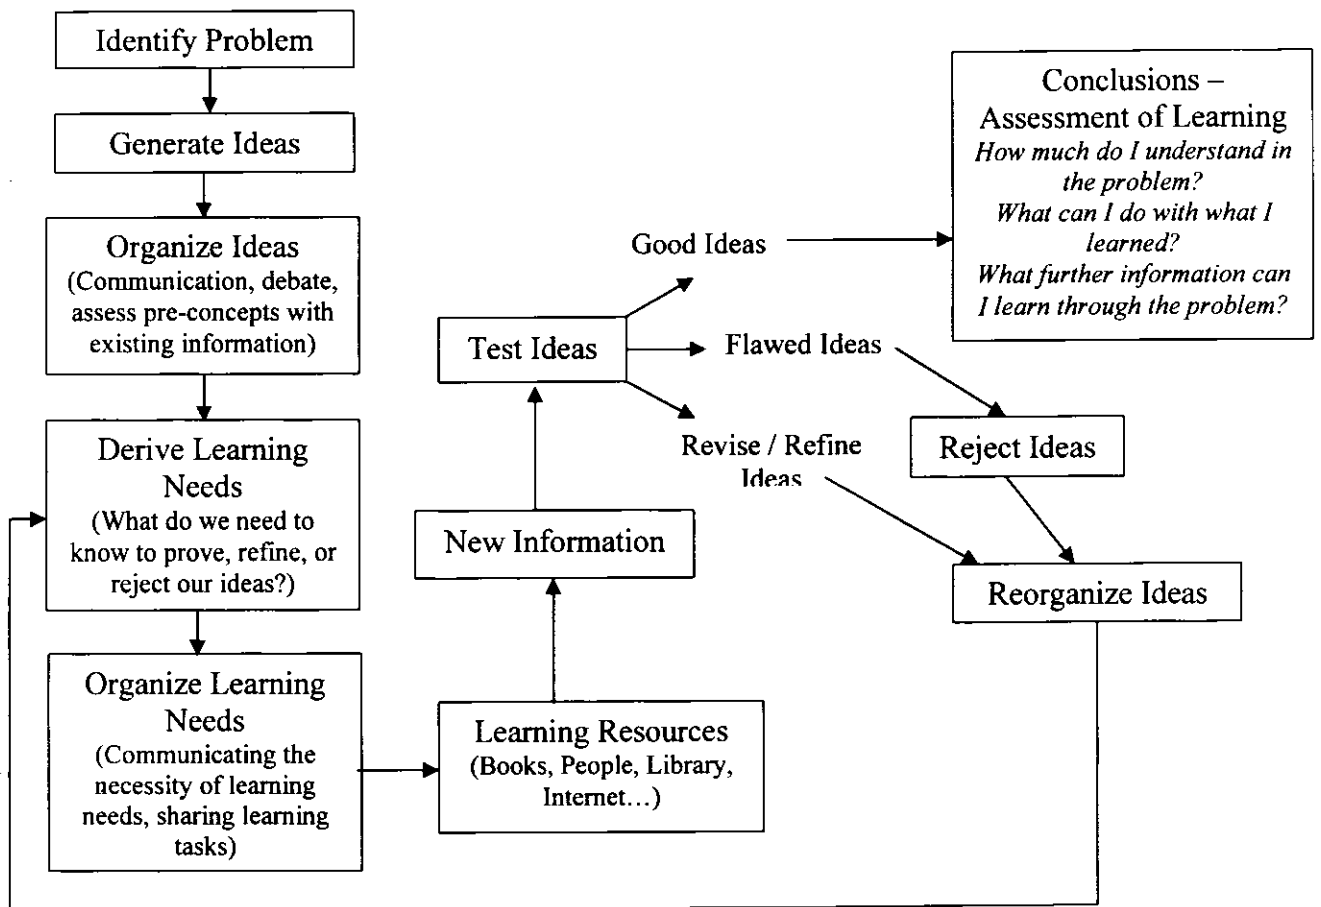 Identify Problem
Generate Ideas
Organize Ideas
(Communication, debate,
assess pre-concepts with
existing information)
Derive Learning
Needs
(What do we need to
know to prove, refine, or
reject our ideas?)
Organize Learning
Needs
(Communicating the
necessity of learning
needs, sharing learning
tasks)
Learning Resources
(Books, People, Library,
Internet…)
New Information
Test Ideas
Good Ideas
Flawed Ideas
Revise / Refine
Ideas
Reject Ideas
Reorganize Ideas
Conclusions –
Assessment of Learning
How much do I understand in
the problem?
What can I do with what I
learned?
What further information can
I learn through the problem?